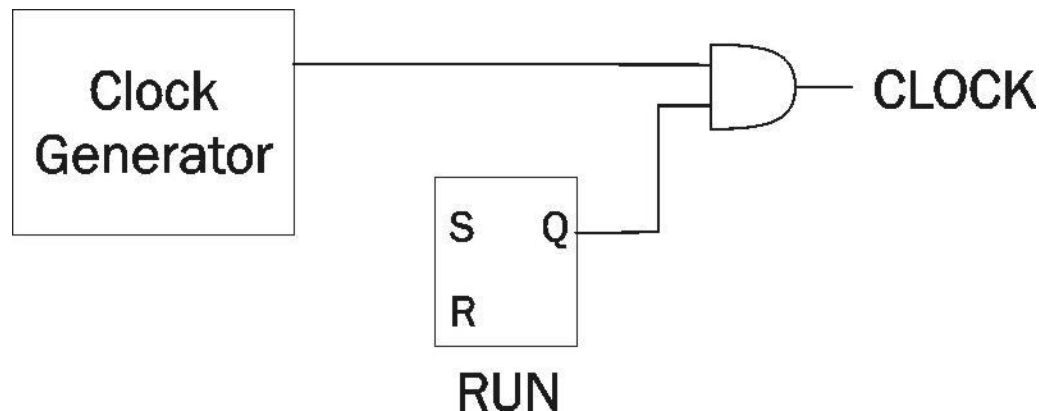 Clock
Generator
CLOCK
S Q
R
RUN